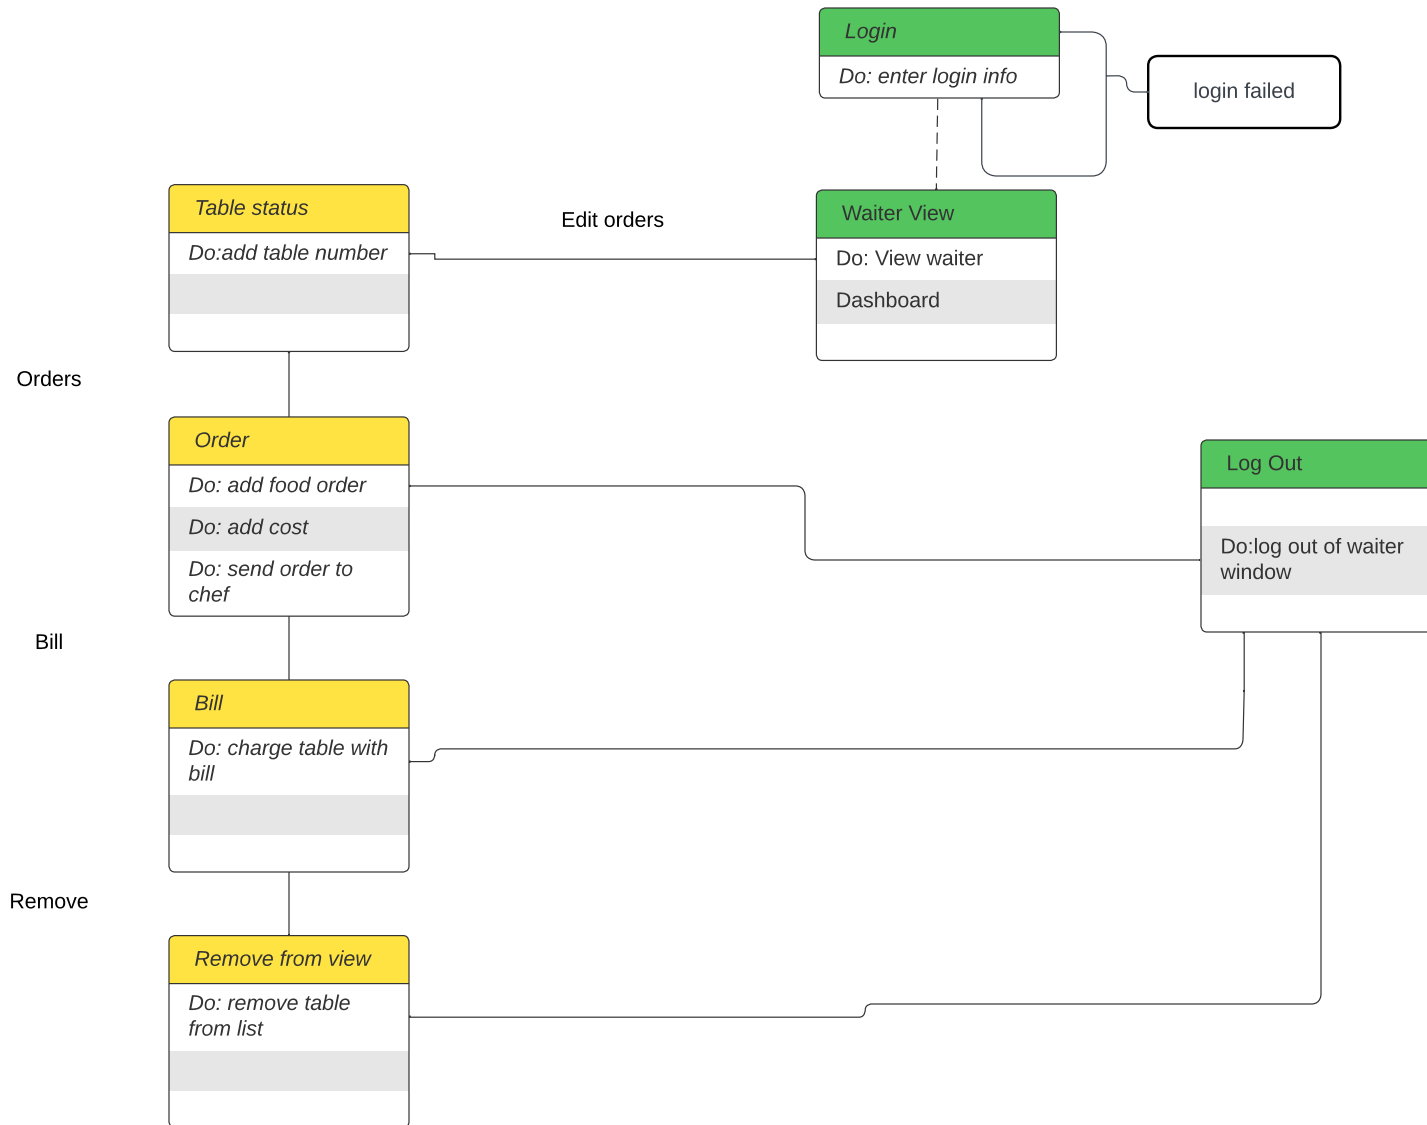 Login
Do: enter login info
login failed
Table status
Do:add table number
Edit orders
Waiter View
Do: View waiter
Dashboard
Orders
Order
Do: add food order
Do: add cost
Do: send order to
chef
Log Out
Do:log out of waiter
window
Bill
Bill
Do: charge table with
bill
Remove
Remove from view
Do: remove table
from list